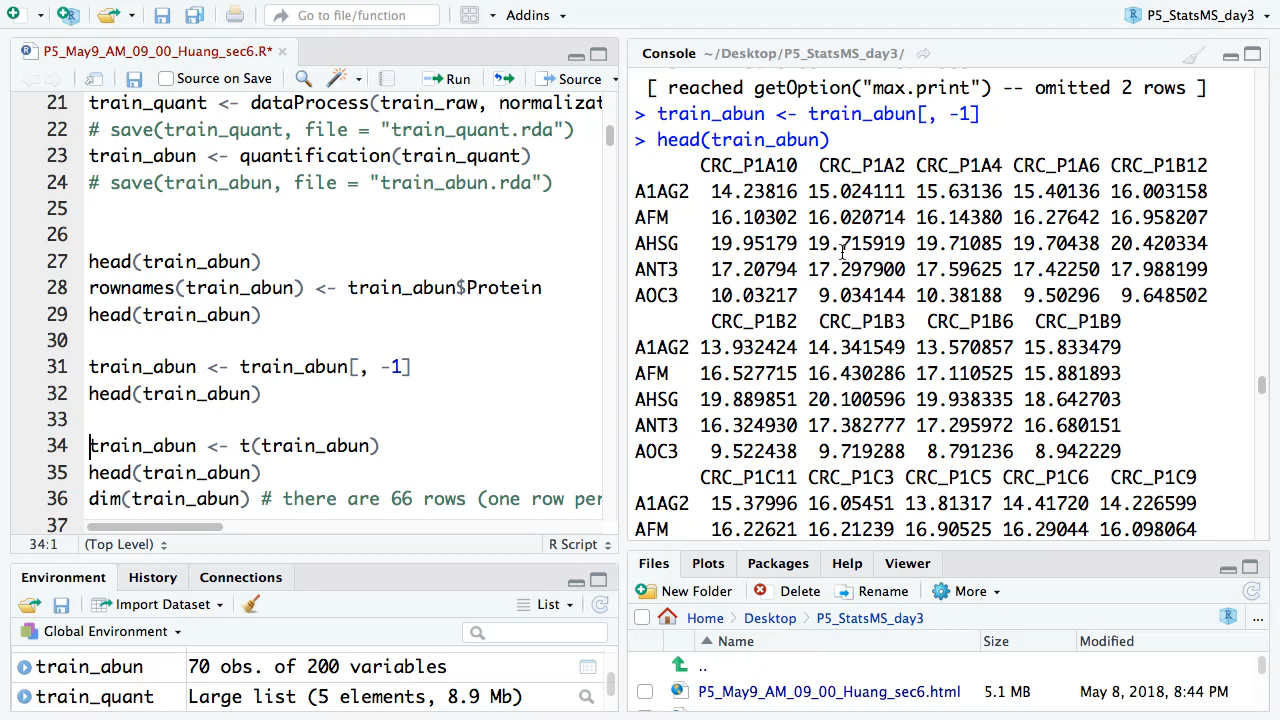 Go to file/function
Addins
P5_StatsMS_day3
P5_May9_AM_09_00_Huang_sec6.R*
Source on Save
Run
Source
21 train_quant <- dataProcess(train_raw, normalizat
22 # save(train_quant, file = "train_quant.rda")
23 train_abun <- quantification(train_quant)
24 # save(train_abun, file = "train_abun.rda")
25
26
27 head(train_abun)
28 rownames(train_abun) <- train_abun$Protein
29 head(train_abun)
30
31 train_abun <- train_abun[, -1]
32 head(train_abun)
33
34 train_abun <- t(train_abun)
35 head(train_abun)
36 dim(train_abun) # there are 66 rows (one row per
37
34:1 (Top Level) R Script
Environment History Connections
Import Dataset List
Global Environment
train_abun 70 obs. of 200 variables
train_quant Large list (5 elements, 8.9 Mb)
Console ~/Desktop/P5_StatsMS_day3/
[ reached getOption("max.print") -- omitted 2 rows ]
> train_abun <- train_abun[, -1]
> head(train_abun)
CRC_P1A10 CRC_P1A2 CRC_P1A4 CRC_P1A6 CRC_P1B12
A1AG2 14.23816 15.024111 15.63136 15.40136 16.003158
AFM 16.10302 16.020714 16.14380 16.27642 16.958207
AHSG 19.95179 19.715919 19.71085 19.70438 20.420334
ANT3 17.20794 17.297900 17.59625 17.42250 17.988199
AOC3 10.03217 9.034144 10.38188 9.50296 9.648502
CRC_P1B2 CRC_P1B3 CRC_P1B6 CRC_P1B9
A1AG2 13.932424 14.341549 13.570857 15.833479
AFM 16.527715 16.430286 17.110525 15.881893
AHSG 19.889851 20.100596 19.938335 18.642703
ANT3 16.324930 17.382777 17.295972 16.680151
AOC3 9.522438 9.719288 8.791236 8.942229
CRC_P1C11 CRC_P1C3 CRC_P1C5 CRC_P1C6 CRC_P1C9
A1AG2 15.37996 16.05451 13.81317 14.41720 14.226599
AFM 16.22621 16.21239 16.90525 16.29044 16.098064
Files Plots Packages Help Viewer
New Folder Delete Rename More
Home Desktop P5_StatsMS_day3 ...
Name Size Modified
..
P5_May9_AM_09_00_Huang_sec6.html 5.1 MB May 8, 2018, 8:44 PM